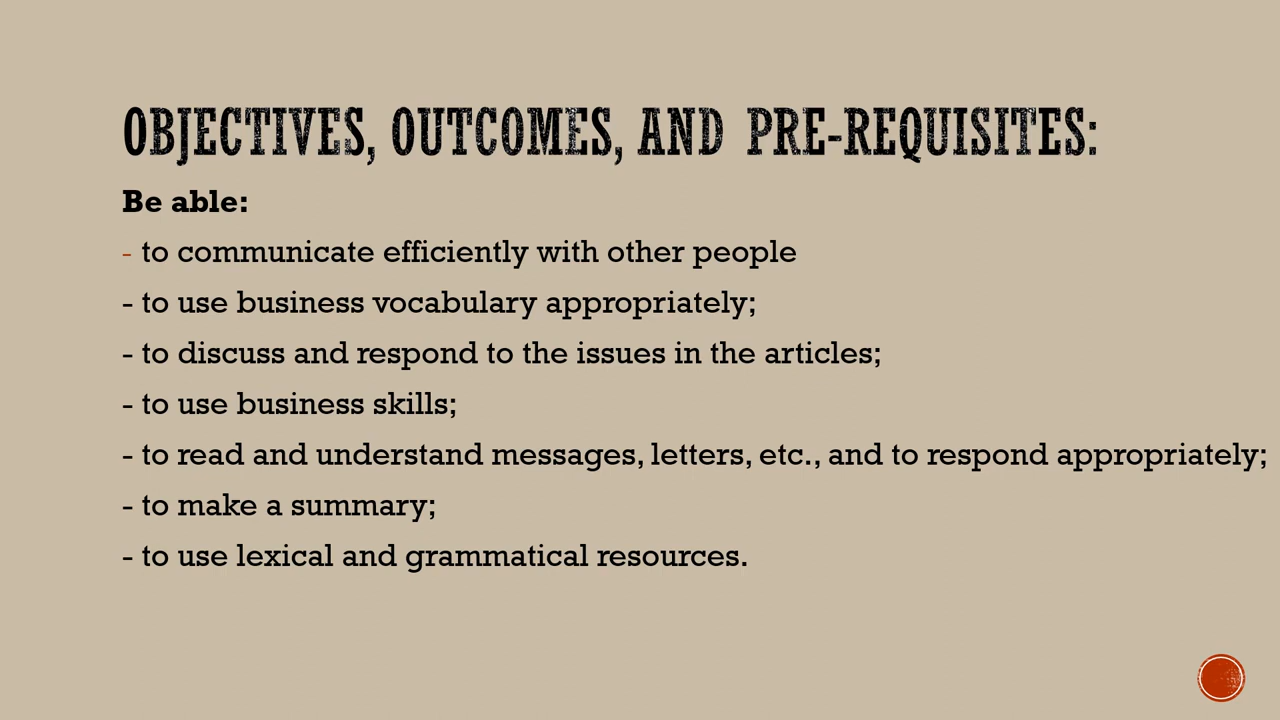 OBJECTIVES, OUTCOMES, AND PRE-REQUISITES:
Be able:
- to communicate efficiently with other people
- to use business vocabulary appropriately;
- to discuss and respond to the issues in the articles;
- to use business skills;
- to read and understand messages, letters, etc., and to respond appropriately;
- to make a summary;
- to use lexical and grammatical resources.